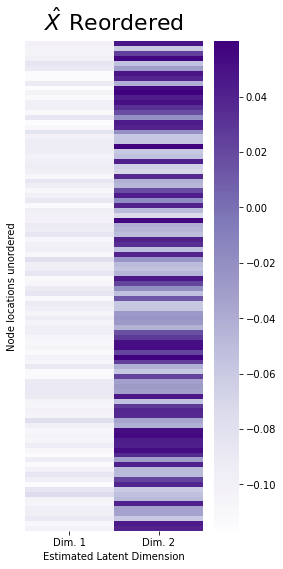 X̂ Reordered
Node locations unordered
0.04
0.02
0.00
−0.02
−0.04
−0.06
−0.08
−0.10
Dim. 1
Dim. 2
Estimated Latent Dimension